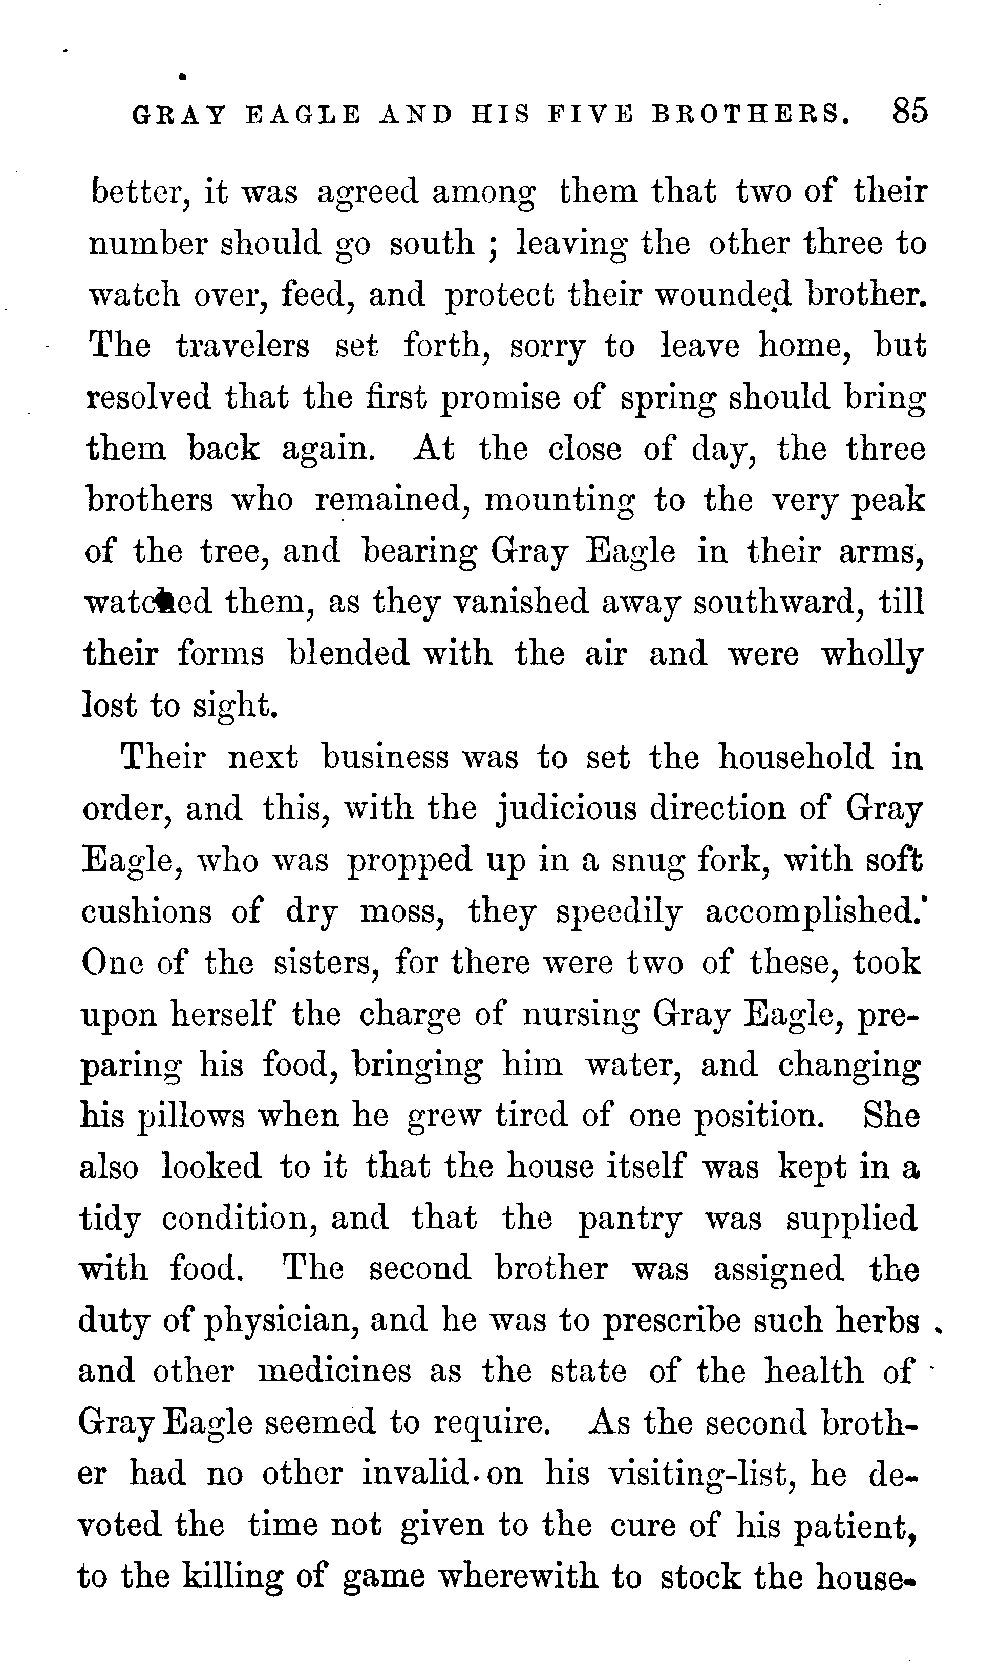 GRAY EAGLE AND HIS FIVE BROTHERS. 85
better, it was agreed among them that two of their
number should go south ; leaving the other three to
watch over, feed, and protect their wounded brother.
The travelers set forth, sorry to leave home, but
resolved that the first promise of spring should bring
them back again. At the close of day, the three
brothers who remained, mounting to the very peak
of the tree, and bearing Gray Eagle in their arms,
watched them, as they vanished away southward, till
their forms blended with the air and were wholly
lost to sight.
Their next business was to set the household in
order, and this, with the judicious direction of Gray
Eagle, who was propped up in a snug fork, with soft
cushions of dry moss, they speedily accomplished.
One of the sisters, for there were two of these, took
upon herself the charge of nursing Gray Eagle, pre-
paring his food, bringing him water, and changing
his pillows when he grew tired of one position. She
also looked to it that the house itself was kept in a
tidy condition, and that the pantry was supplied
with food. The second brother was assigned the
duty of physician, and he was to prescribe such herbs
and other medicines as the state of the health of
Gray Eagle seemed to require. As the second broth-
er had no other invalid on his visiting-list, he de-
voted the time not given to the cure of his patient,
to the killing of game wherewith to stock the house-